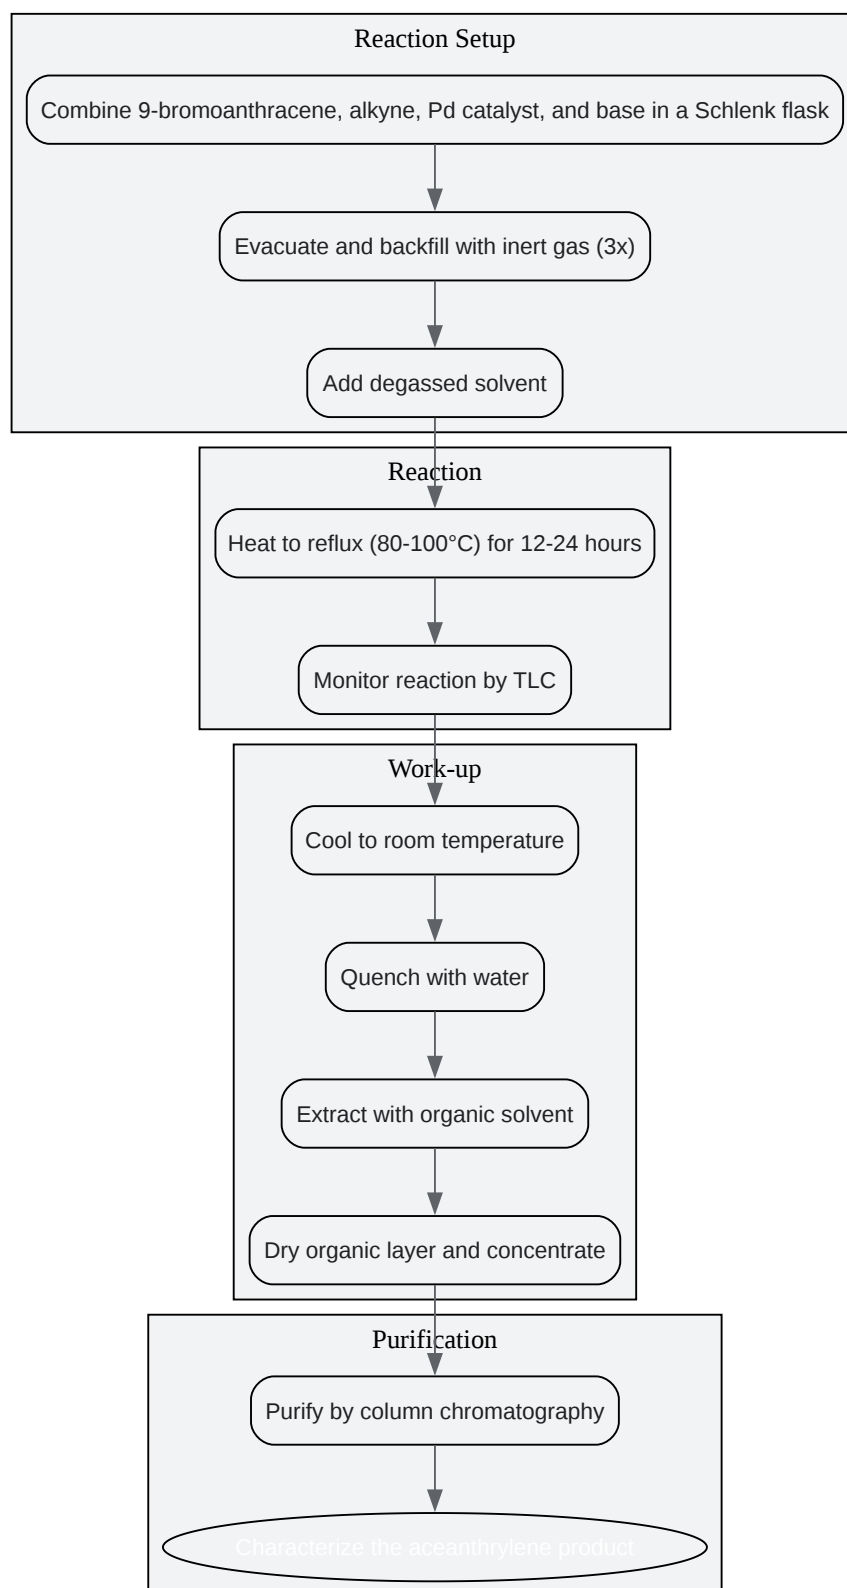 Reaction Setup
Combine 9-bromoanthracene, alkyne, Pd catalyst, and base in a Schlenk flask
Evacuate and backfill with inert gas (3x)
Add degassed solvent
Reaction
Heat to reflux (80-100°C) for 12-24 hours
Monitor reaction by TLC
Work-up
Cool to room temperature
Quench with water
Extract with organic solvent
Dry organic layer and concentrate
Purification
Purify by column chromatography
Characterize the aceanthrylene product